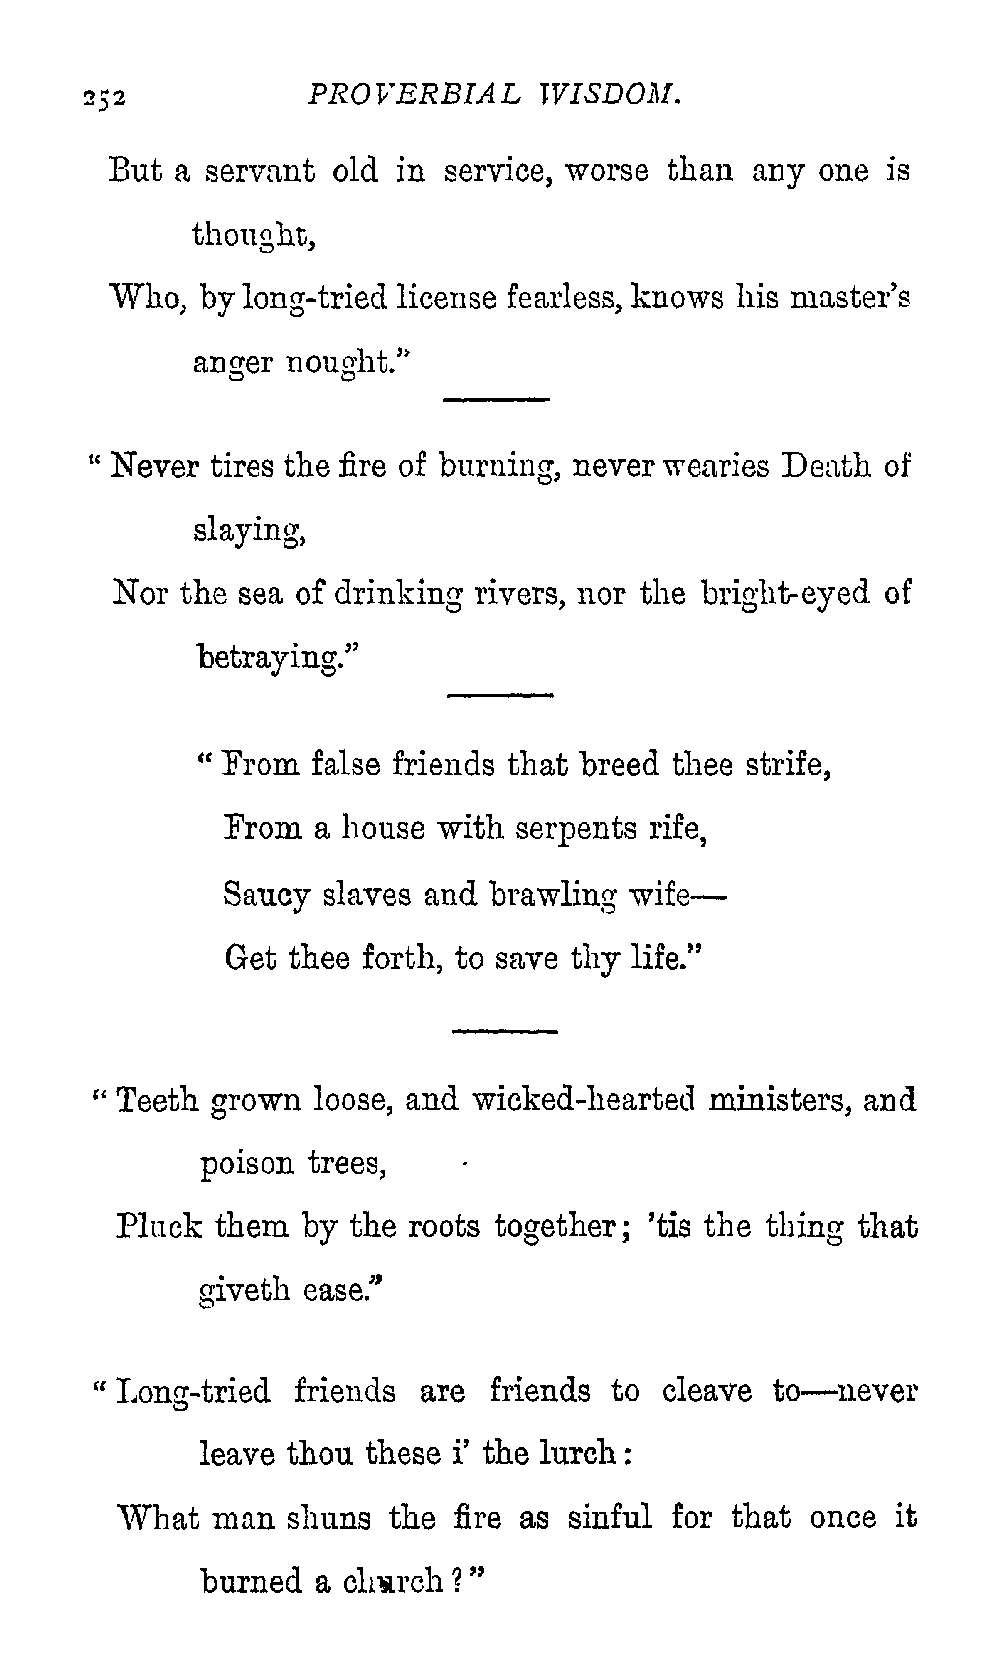 252 PROVERBIAL WISDOM.
But a servant old in service, worse than any one is
thought,
Who, by long-tried license fearless, knows his master's
anger nought."
" Never tires the fire of burning, never wearies Death of
slaying,
Nor the sea of drinking rivers, nor the bright-eyed of
betraying."
" From false friends that breed thee strife,
From a house with serpents rife,
Saucy slaves and brawling wife—
Get thee forth, to save thy life."
" Teeth grown loose, and wicked-hearted ministers, and
poison trees,
Pluck them by the roots together; 'tis the thing that
giveth ease."
" Long-tried friends are friends to cleave to—never
leave thou these i' the lurch:
What man shuns the fire as sinful for that once it
burned a church?"